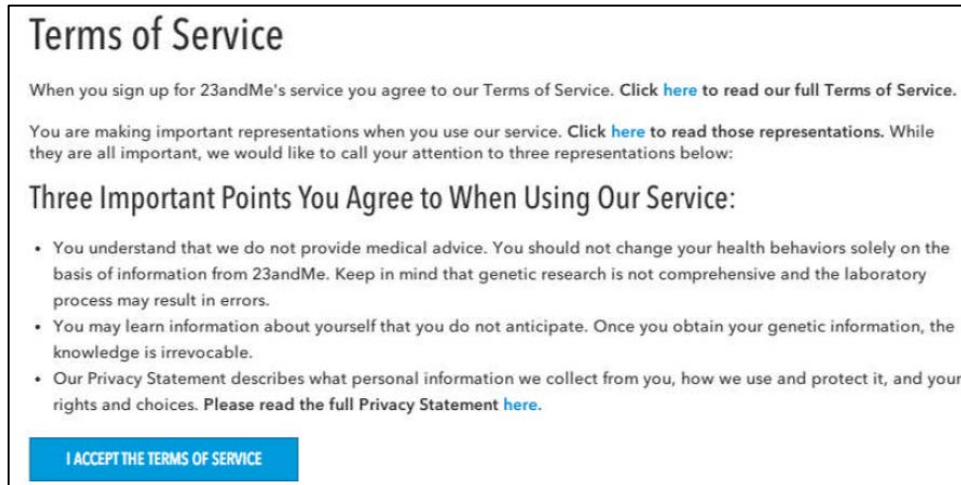 Terms of Service
When you sign up for 23andMe's service you agree to our Terms of Service. Click here to read our full Terms of Service.
You are making important representations when you use our service. Click here to read those representations. While
they are all important, we would like to call your attention to three representations below:
Three Important Points You Agree to When Using Our Service:
• You understand that we do not provide medical advice. You should not change your health behaviors solely on the
basis of information from 23andMe. Keep in mind that genetic research is not comprehensive and the laboratory
process may result in errors.
• You may learn information about yourself that you do not anticipate. Once you obtain your genetic information, the
knowledge is irrevocable.
• Our Privacy Statement describes what personal information we collect from you, how we use and protect it, and your
rights and choices. Please read the full Privacy Statement here.
I ACCEPT THE TERMS OF SERVICE